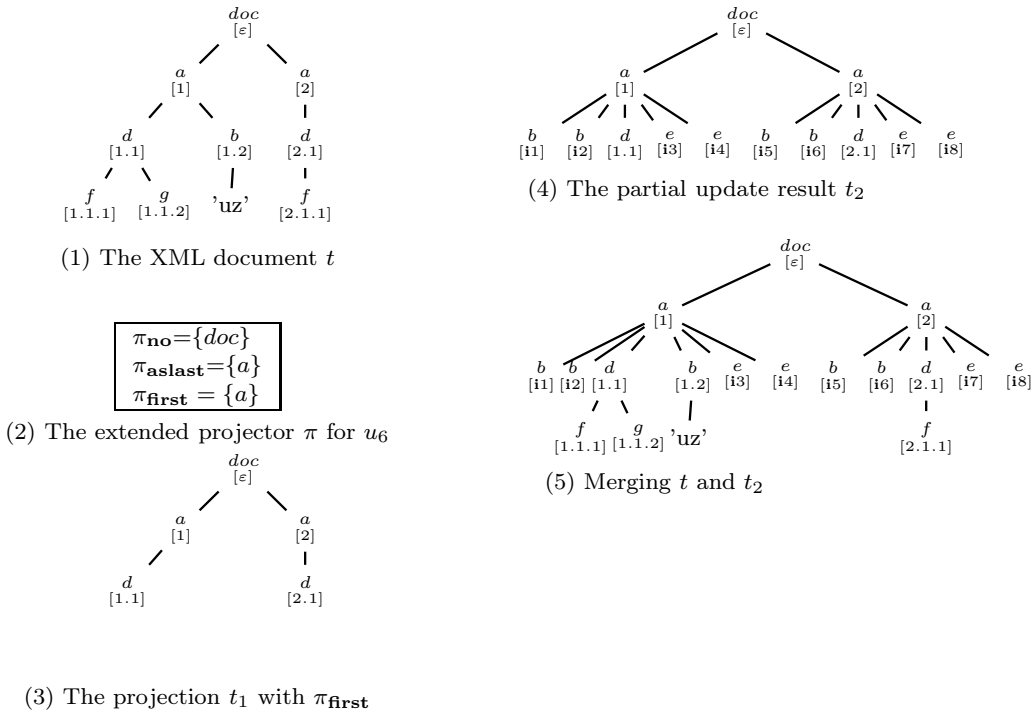 doc
[ε]
a
[1]
a
[2]
d
[1.1]
b
[1.2]
d
[2.1]
f
[1.1.1]
g
[1.1.2]
'uz'
f
[2.1.1]
(1) The XML document t
πno={doc}
πaslast={a}
πfirst = {a}
(2) The extended projector π for u6
doc
[ε]
a
[1]
a
[2]
d
[1.1]
d
[2.1]
(3) The projection t1 with πfirst
doc
[ε]
a
[1]
a
[2]
b b d e e b b d e e
[i1] [i2] [1.1] [i3] [i4] [i5] [i6] [2.1] [i7] [i8]
(4) The partial update result t2
doc
[ε]
a
[1]
a
[2]
b b d b e e b b d e e
[i1] [i2] [1.1] [1.2] [i3] [i4] [i5] [i6] [2.1] [i7] [i8]
f
[1.1.1]
g
[1.1.2]
'uz'
f
[2.1.1]
(5) Merging t and t2